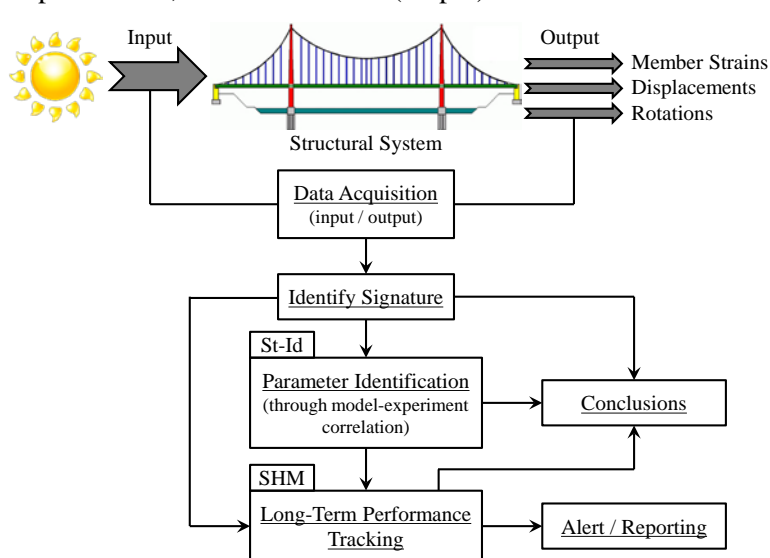 Input
Output
Member Strains
Displacements
Rotations
Structural System
Data Acquisition
(input / output)
Identify Signature
St-Id
Parameter Identification
(through model-experiment
correlation)
Conclusions
SHM
Long-Term Performance
Tracking
Alert / Reporting